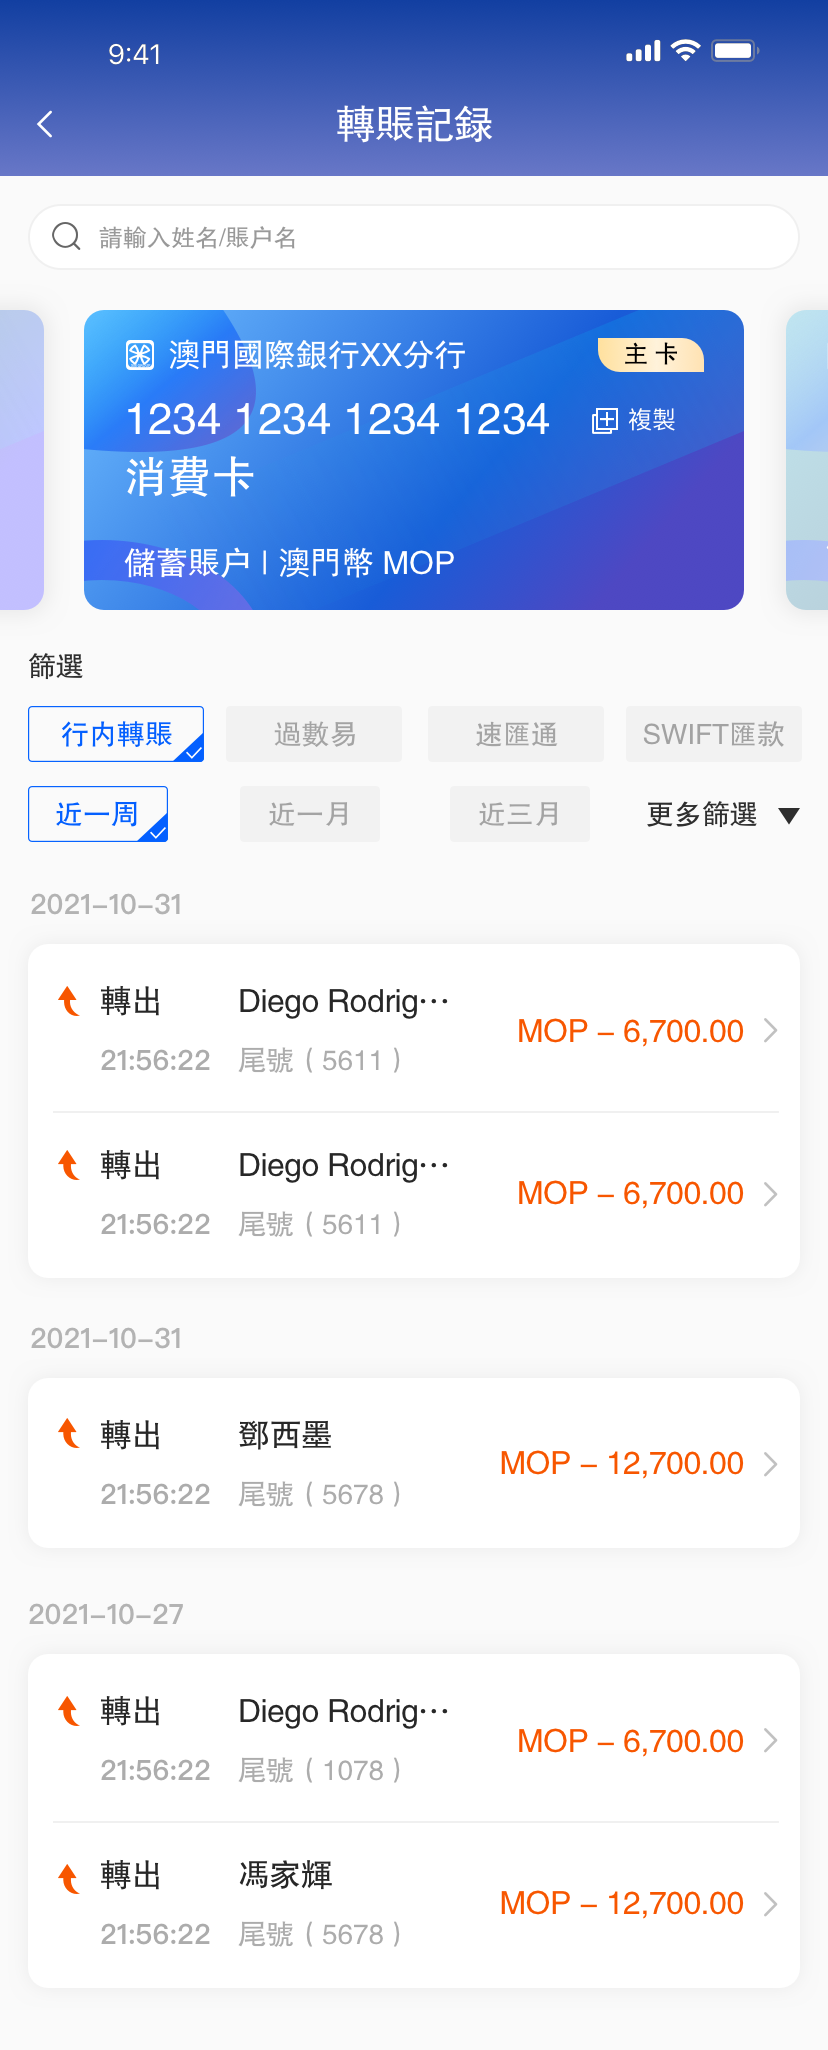 9:41
轉賬記録
請輸入姓名/賬户名
澳門國際銀行XX分行
主卡
1234 1234 1234 1234
複製
消費卡
儲蓄賬户 | 澳門幣 MOP
篩選
行内轉賬
過數易
速匯通
SWIFT匯款
近一周
近一月
近三月
更多篩選
2021-10-31
轉出
Diego Rodrig···
MOP – 6,700.00
21:56:22
尾號（5611）
轉出
Diego Rodrig···
MOP – 6,700.00
21:56:22
尾號（5611）
2021-10-31
轉出
鄧西墨
MOP – 12,700.00
21:56:22
尾號（5678）
2021-10-27
轉出
Diego Rodrig···
MOP – 6,700.00
21:56:22
尾號（1078）
轉出
馮家輝
MOP – 12,700.00
21:56:22
尾號（5678）